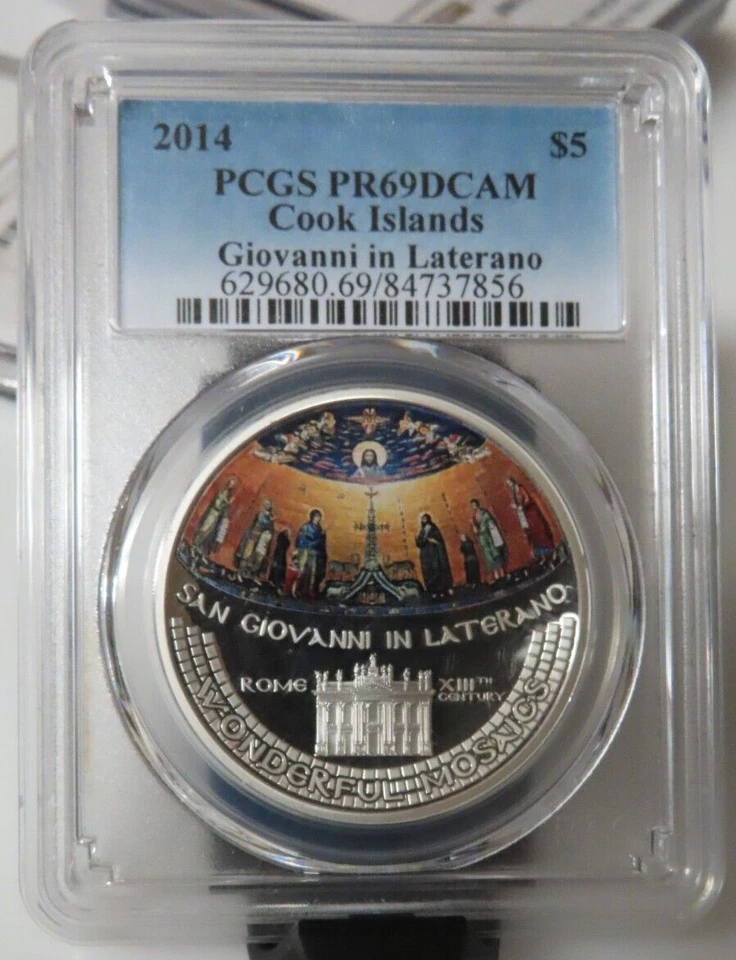 2014 $5
PCGS PR69DCAM
Cook Islands
Giovanni in Laterano
629680.69/84737856
SAN GIOVANNI IN LATERANO
ROME XIIITH
CENTURY
WONDERFUL MOSAICS